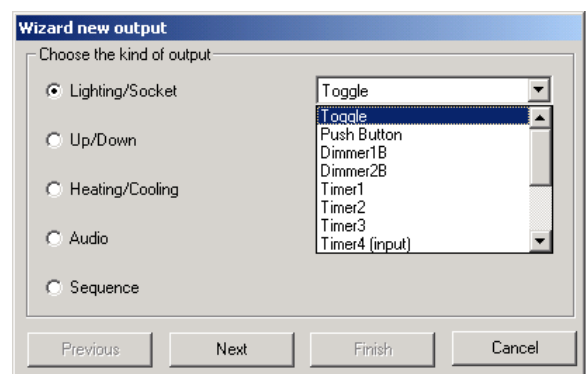 Wizard new output
Choose the kind of output
Lighting/Socket
Toggle
Toggle
Push Button
Dimmer1B
Dimmer2B
Timer1
Timer2
Timer3
Timer4 (input)
Up/Down
Heating/Cooling
Audio
Sequence
Previous
Next
Finish
Cancel